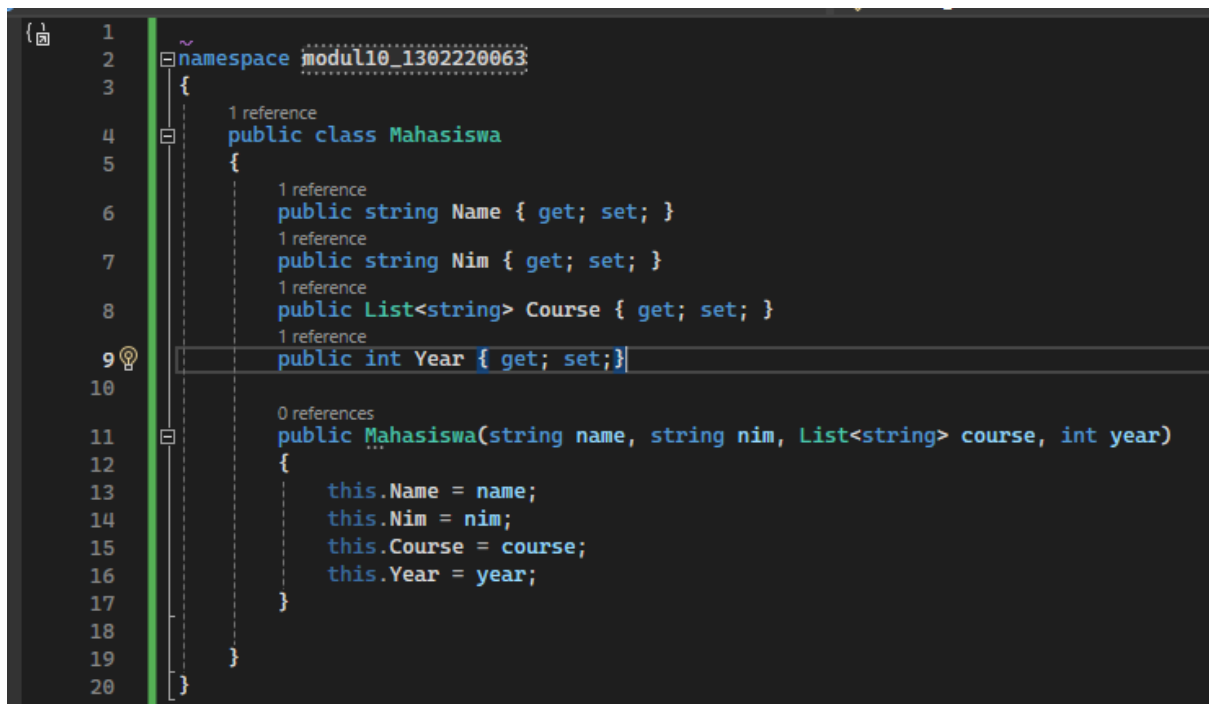 1
2 namespace modul10_1302220063
3 {
1 reference
4 public class Mahasiswa
5 {
1 reference
6 public string Name { get; set; }
1 reference
7 public string Nim { get; set; }
1 reference
8 public List<string> Course { get; set; }
1 reference
9 public int Year { get; set;}
10
0 references
11 public Mahasiswa(string name, string nim, List<string> course, int year)
12 {
13 this.Name = name;
14 this.Nim = nim;
15 this.Course = course;
16 this.Year = year;
17 }
18
19 }
20 }